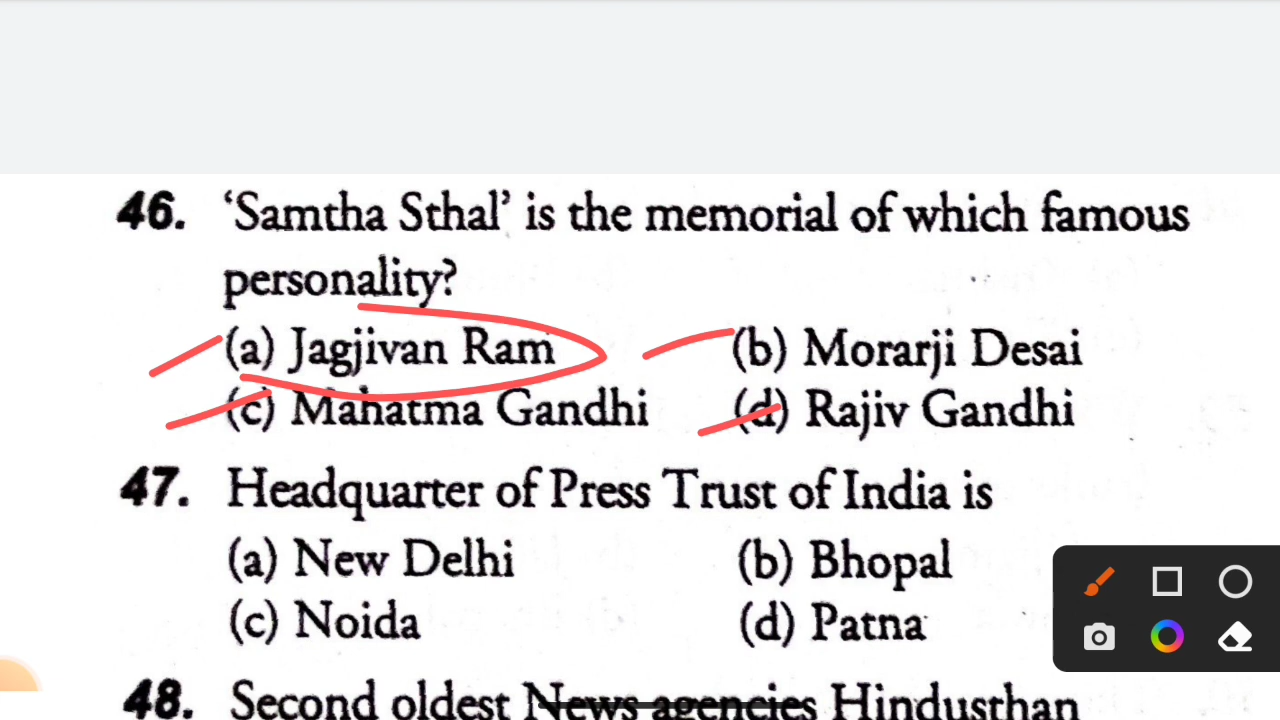 46. ‘Samtha Sthal’ is the memorial of which famous
personality?
(a) Jagjivan Ram (b) Morarji Desai
(c) Mahatma Gandhi (d) Rajiv Gandhi
47. Headquarter of Press Trust of India is
(a) New Delhi (b) Bhopal
(c) Noida (d) Patna
48. Second oldest News agencies Hindusthan